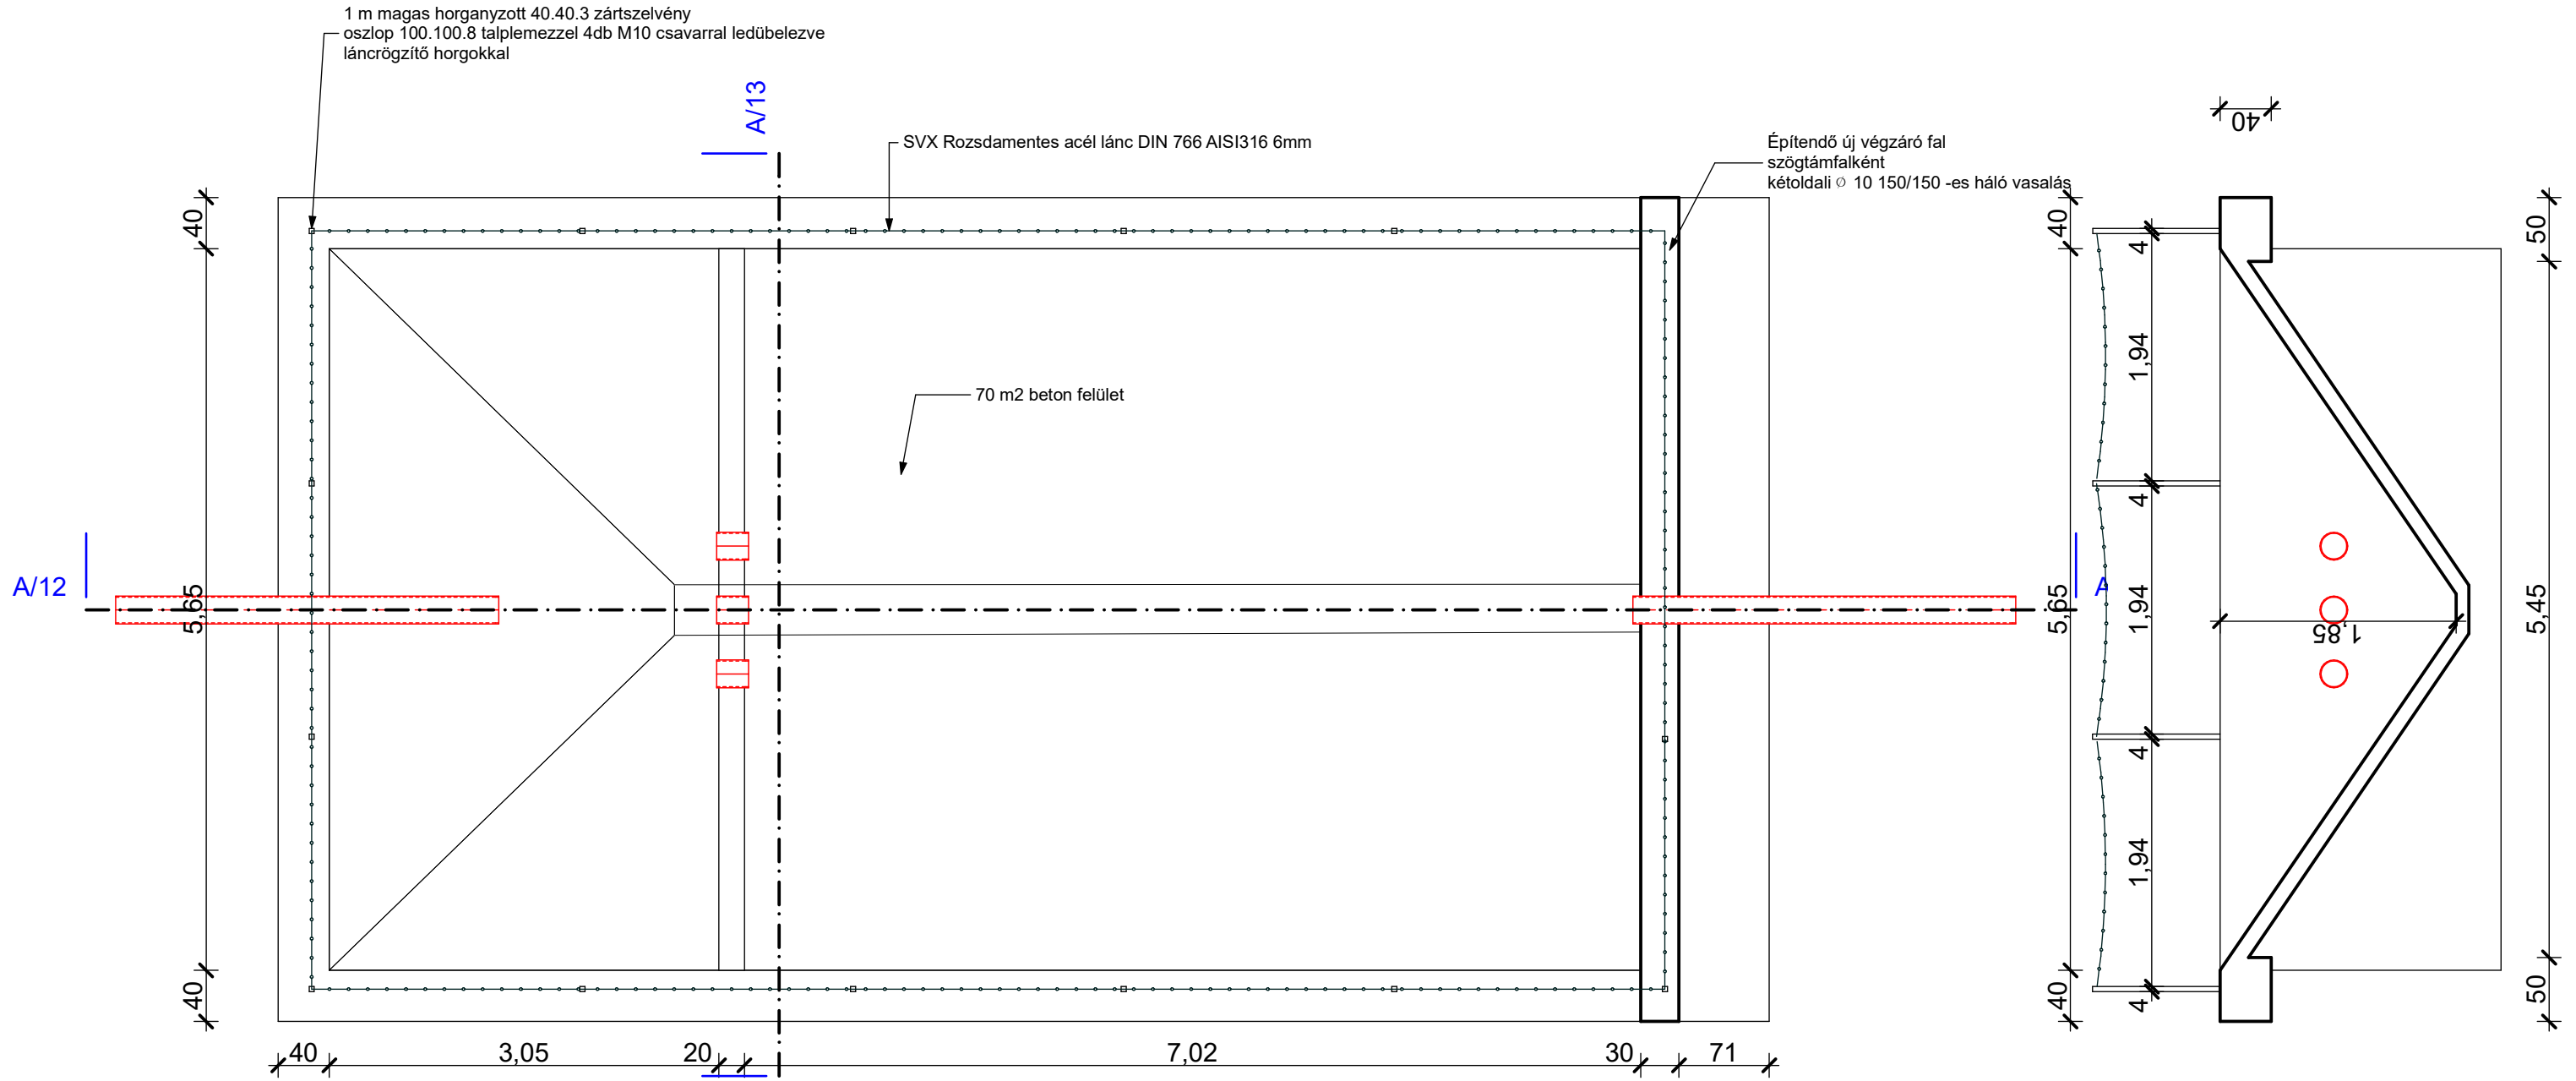 1 m magas horganyzott 40.40.3 zártszelvény
oszlop 100.100.8 talplemezzel 4db M10 csavarral ledübelezve
láncrögzítő horgokkal
A/13
SVX Rozsdamentes acél lánc DIN 766 AISI316 6mm
Építendő új végzáró fal
szögtámfalként
kétoldali ∅ 10 150/150 -es háló vasalás
70 m2 beton felület
A/12
A
40
5,65
40
40
3,05
20
7,02
30
71
40
5,65
40
4
1,94
4
1,94
4
1,94
4
40
1,85
50
5,45
50